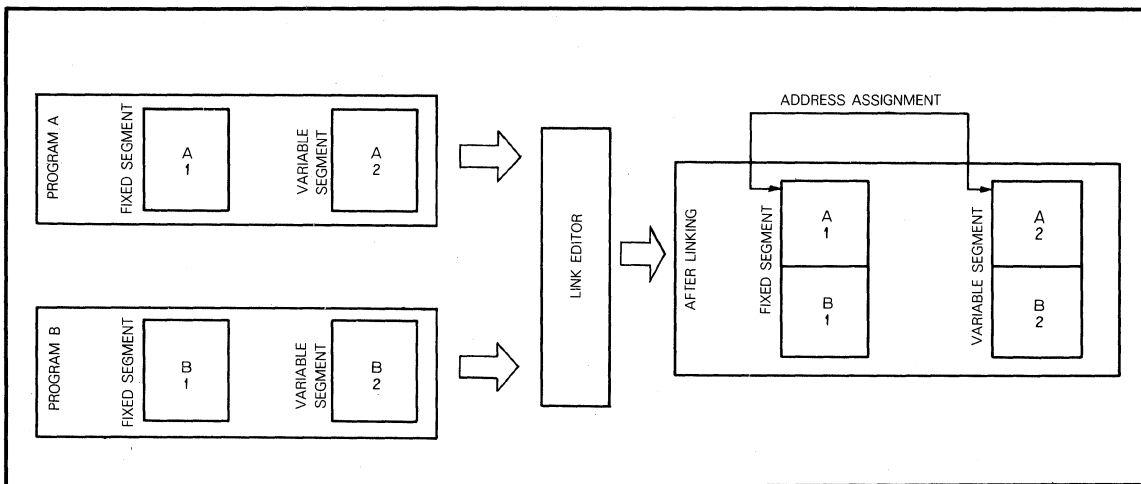 PROGRAM A
FIXED SEGMENT
A
1
VARIABLE
SEGMENT
A
2
PROGRAM B
FIXED SEGMENT
B
1
VARIABLE
SEGMENT
B
2
LINK EDITOR
ADDRESS ASSIGNMENT
AFTER LINKING
FIXED SEGMENT
A
1
B
1
VARIABLE SEGMENT
A
2
B
2